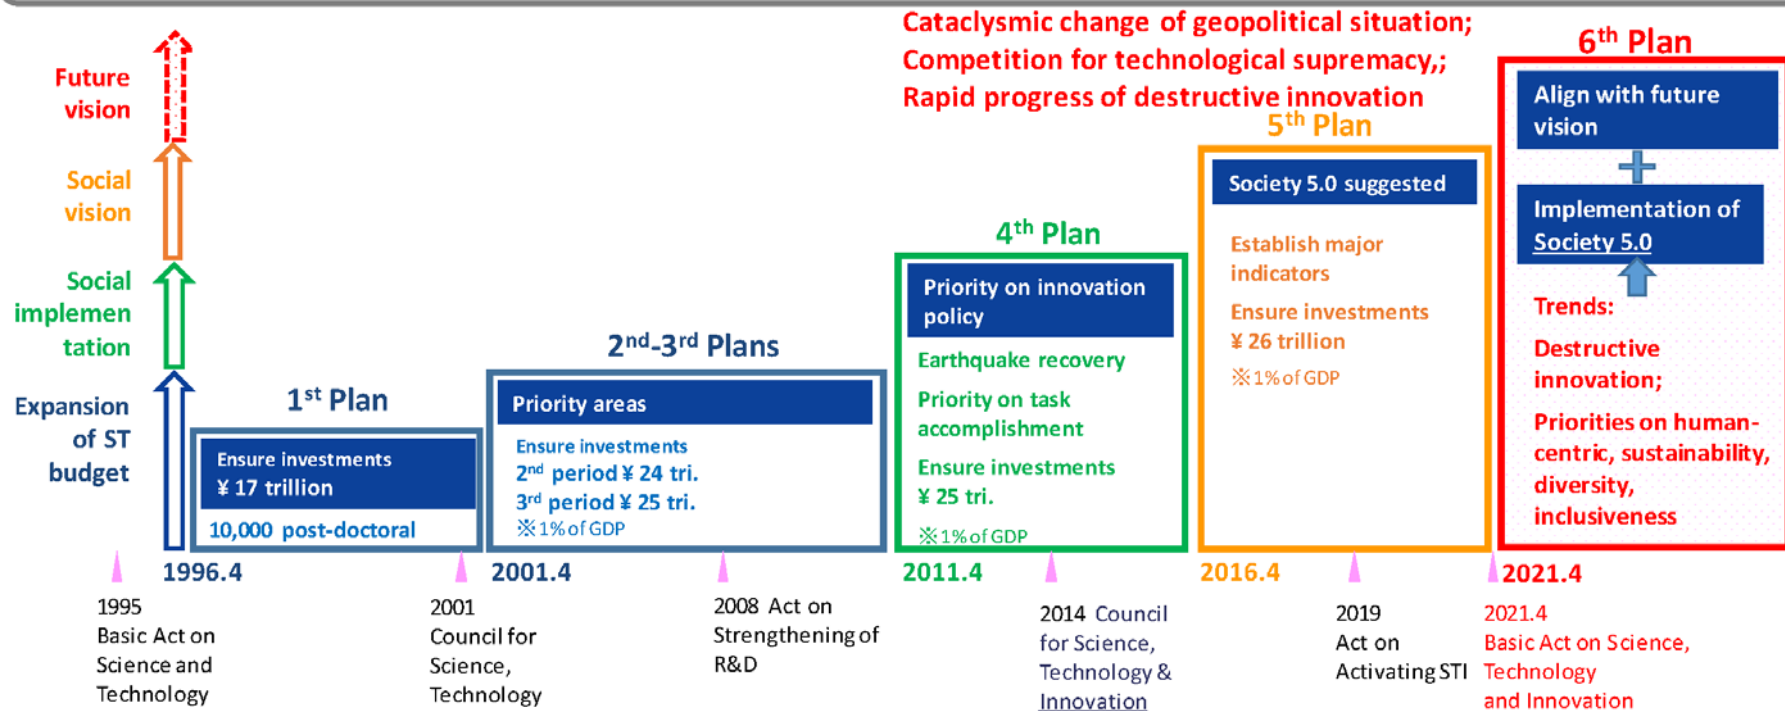 Cataclysmic change of geopolitical situation;
Competition for technological supremacy,;
Rapid progress of destructive innovation
Future
vision
Social
vision
Social
implemen
tation
Expansion
of ST
budget
1st Plan
Ensure investments
¥ 17 trillion
10,000 post-doctoral
2nd-3rd Plans
Priority areas
Ensure investments
2nd period ¥ 24 tri.
3rd period ¥ 25 tri.
※1% of GDP
4th Plan
Priority on innovation
policy
Earthquake recovery
Priority on task
accomplishment
Ensure investments
¥ 25 tri.
※1% of GDP
5th Plan
Society 5.0 suggested
Establish major
indicators
Ensure investments
¥ 26 trillion
※1% of GDP
6th Plan
Align with future
vision
Implementation of
Society 5.0
Trends:
Destructive
innovation;
Priorities on human-
centric, sustainability,
diversity,
inclusiveness
1996.4
2001.4
2011.4
2016.4
2021.4
1995
Basic Act on
Science and
Technology
2001
Council for
Science,
Technology
2008 Act on
Strengthening of
R&D
2014 Council
for Science,
Technology &
Innovation
2019
Act on
Activating STI
2021.4
Basic Act on Science,
Technology
and Innovation